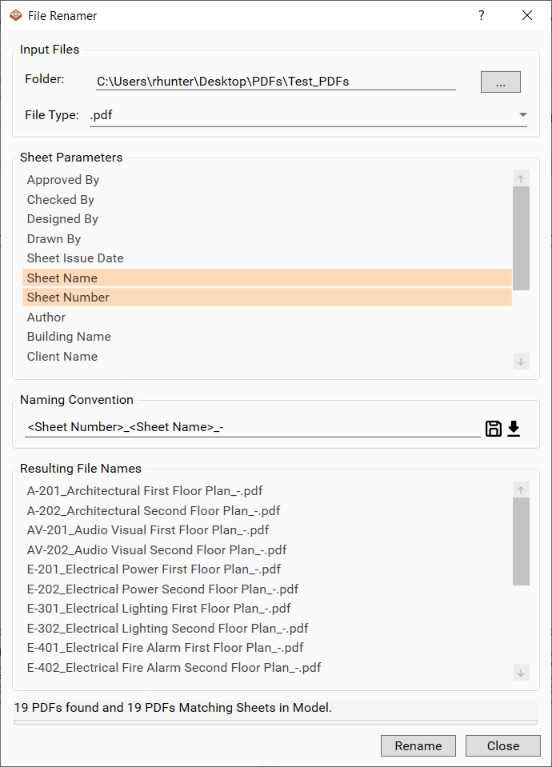 File Renamer
?
Input Files
Folder: C:\Users\rhunter\Desktop\PDFs\Test_PDFs ...
File Type: .pdf
Sheet Parameters
Approved By
Checked By
Designed By
Drawn By
Sheet Issue Date
Sheet Name
Sheet Number
Author
Building Name
Client Name
Naming Convention
<Sheet Number>_<Sheet Name>_-
Resulting File Names
A-201_Architectural First Floor Plan_-.pdf
A-202_Architectural Second Floor Plan_-.pdf
AV-201_Audio Visual First Floor Plan_-.pdf
AV-202_Audio Visual Second Floor Plan_-.pdf
E-201_Electrical Power First Floor Plan_-.pdf
E-202_Electrical Power Second Floor Plan_-.pdf
E-301_Electrical Lighting First Floor Plan_-.pdf
E-302_Electrical Lighting Second Floor Plan_-.pdf
E-401_Electrical Fire Alarm First Floor Plan_-.pdf
E-402_Electrical Fire Alarm Second Floor Plan_-.pdf
19 PDFs found and 19 PDFs Matching Sheets in Model.
Rename Close